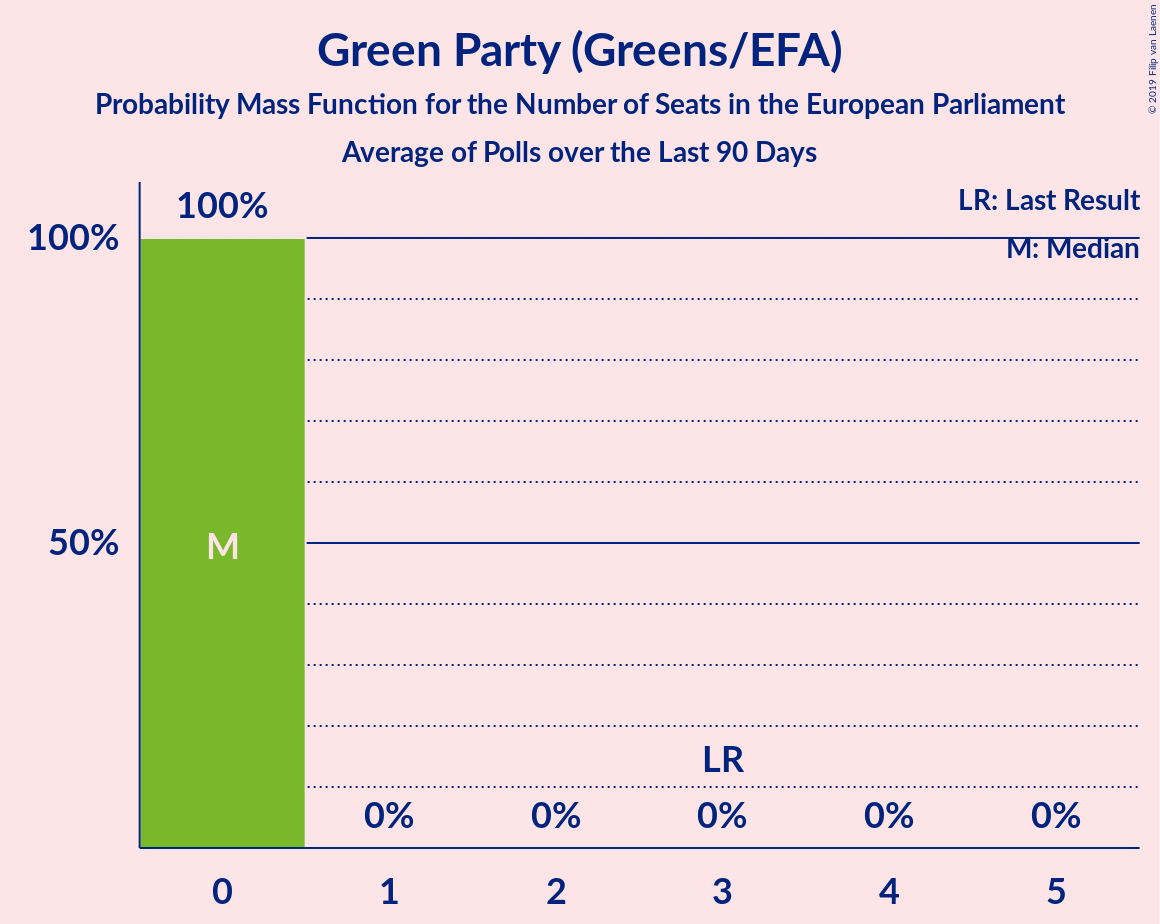 Green Party (Greens/EFA)
Probability Mass Function for the Number of Seats in the European Parliament
Average of Polls over the Last 90 Days
© 2019 Filip van Laenen
LR: Last Result
M: Median
100%
100%
50%
M
LR
0% 0% 0% 0% 0%
0 1 2 3 4 5